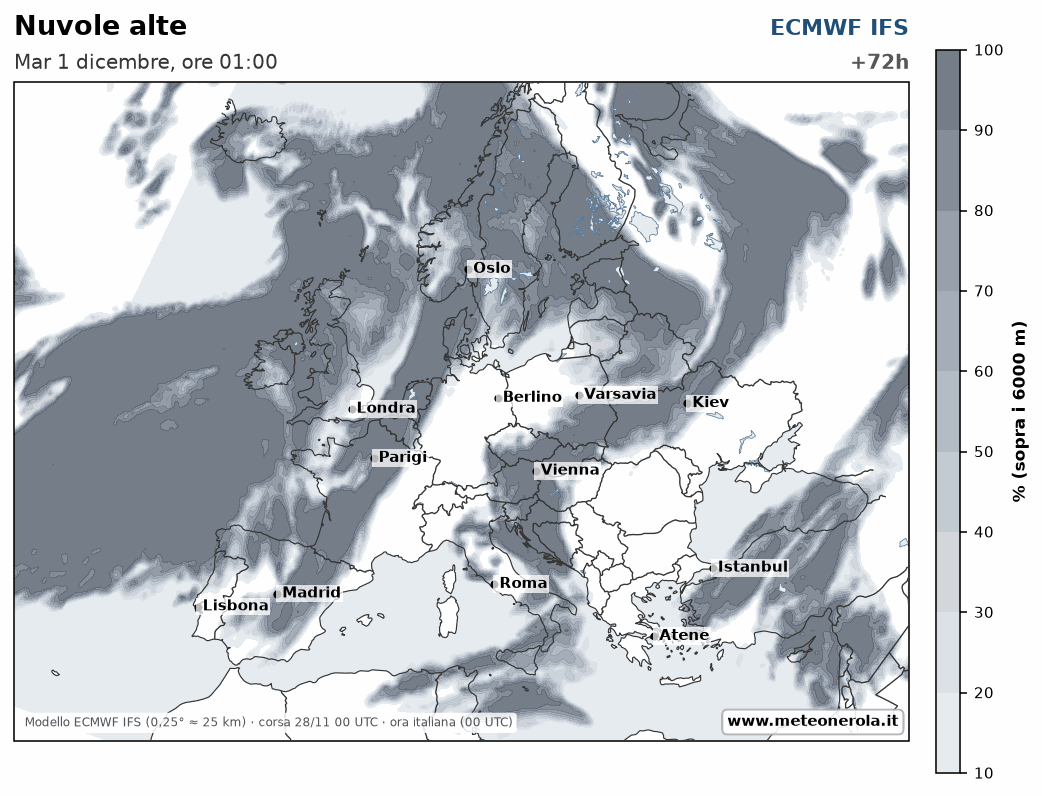 Nuvole alte
ECMWF IFS
Mar 1 dicembre, ore 01:00
+72h
100
90
80
70
60
50
40
30
20
10
% (sopra i 6000 m)
Oslo
Berlino
Varsavia
Kiev
Londra
Parigi
Vienna
Istanbul
Roma
Madrid
Lisbona
Atene
Modello ECMWF IFS (0,25° ≈ 25 km) · corsa 28/11 00 UTC · ora italiana (00 UTC)
www.meteonerola.it